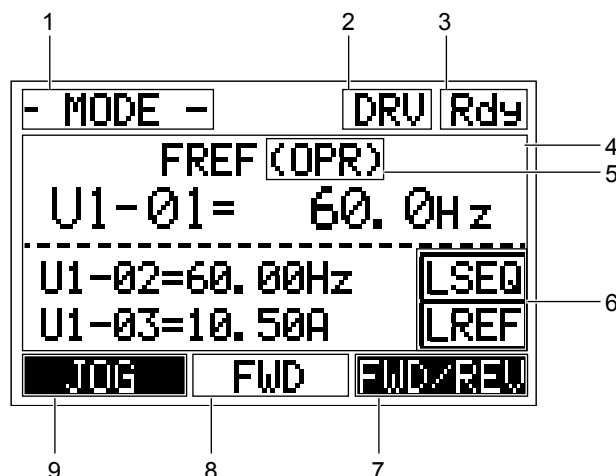 1 2 3
- MODE - DRV Rdy
4
FREF (OPR)
5
U1-01= 60.0Hz
U1-02=60.00Hz LSEQ
6
U1-03=10.50A LREF
JOG FWD FWD/REV
9 8 7